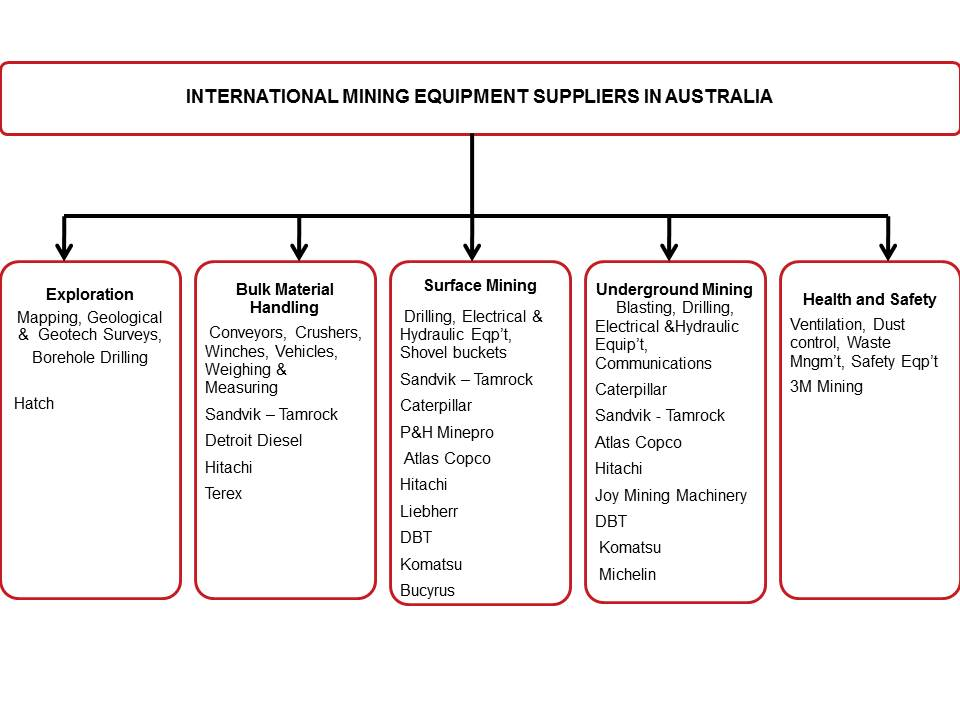 INTERNATIONAL MINING EQUIPMENT SUPPLIERS IN AUSTRALIA
Exploration
Mapping, Geological
& Geotech Surveys,
Borehole Drilling
Hatch
Bulk Material
Handling
Conveyors, Crushers,
Winches, Vehicles,
Weighing &
Measuring
Sandvik – Tamrock
Detroit Diesel
Hitachi
Terex
Surface Mining
Drilling, Electrical &
Hydraulic Eqp’t,
Shovel buckets
Sandvik – Tamrock
Caterpillar
P&H Minepro
Atlas Copco
Hitachi
Liebherr
DBT
Komatsu
Bucyrus
Underground Mining
Blasting, Drilling,
Electrical &Hydraulic
Equip’t,
Communications
Caterpillar
Sandvik - Tamrock
Atlas Copco
Hitachi
Joy Mining Machinery
DBT
Komatsu
Michelin
Health and Safety
Ventilation, Dust
control, Waste
Mngm’t, Safety Eqp’t
3M Mining